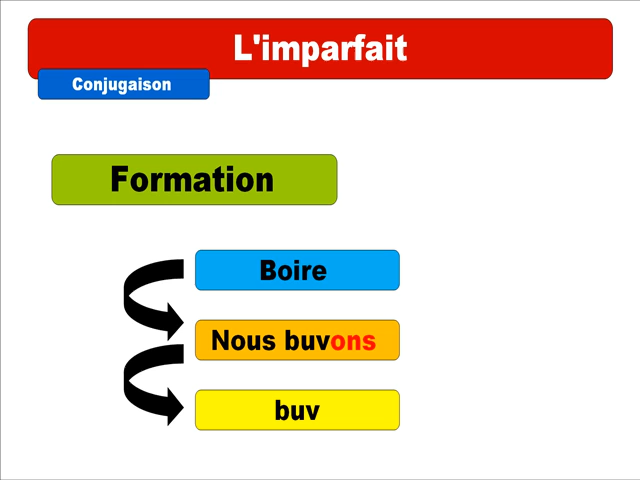 L'imparfait
Conjugaison
Formation
Boire
Nous buvons
buv